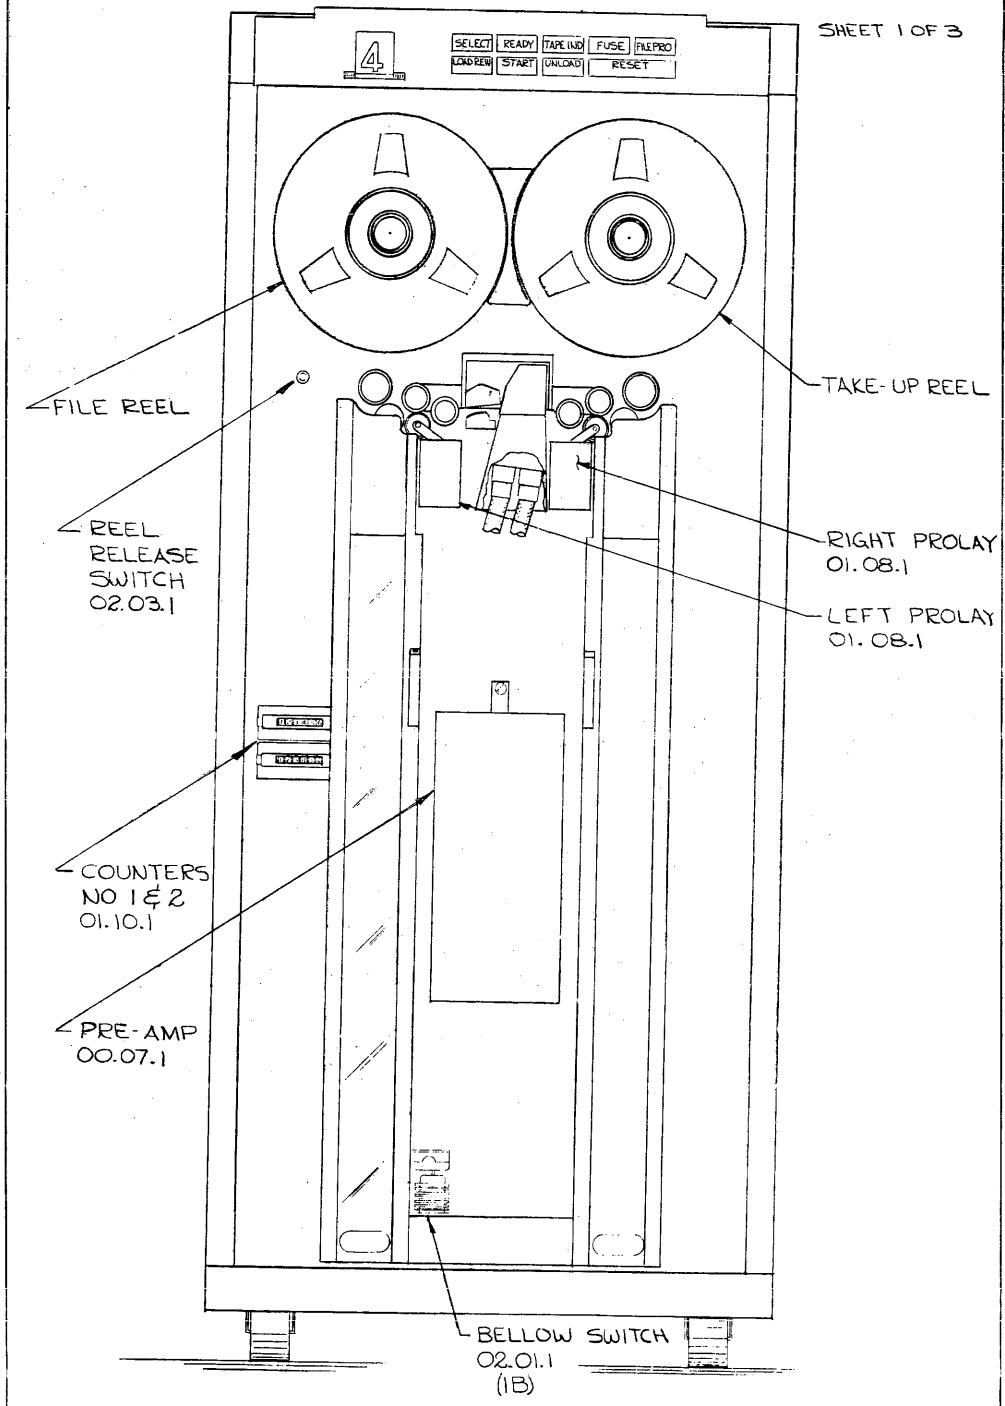 SHEET 1 OF 3
4
SELECT READY TAPE IND FUSE FILE PRO
LOAD REW START UNLOAD RESET
FILE REEL
TAKE-UP REEL
REEL
RELEASE
SWITCH
02.03.1
RIGHT PROLAY
01.08.1
LEFT PROLAY
01.08.1
COUNTERS
NO 1 & 2
01.10.1
PRE-AMP
00.07.1
BELLOW SWITCH
02.01.1
(1B)